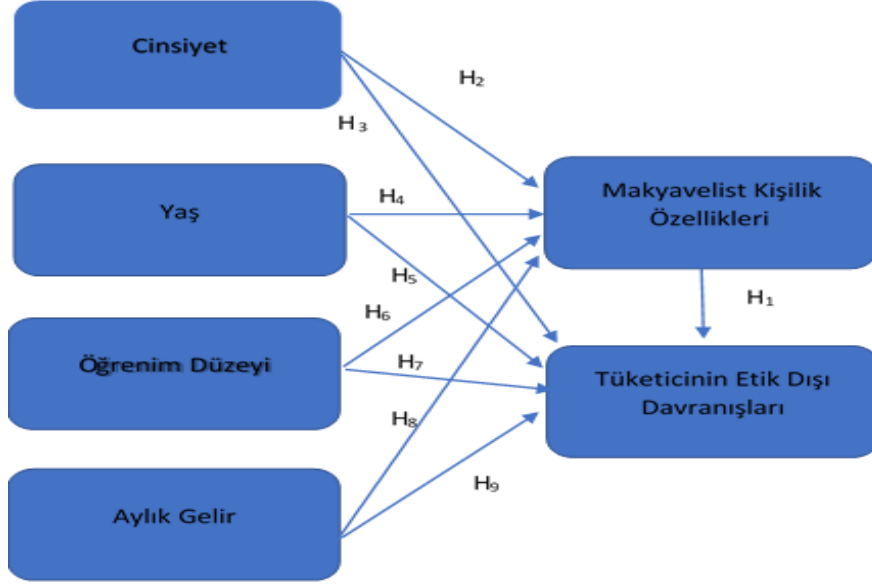 Cinsiyet
H₂
H₃
Yaş
H₄
Makyavelist Kişilik
Özellikleri
H₅
H₆
H₁
Öğrenim Düzeyi
H₇
Tüketicinin Etik Dışı
Davranışları
H₈
H₉
Aylık Gelir